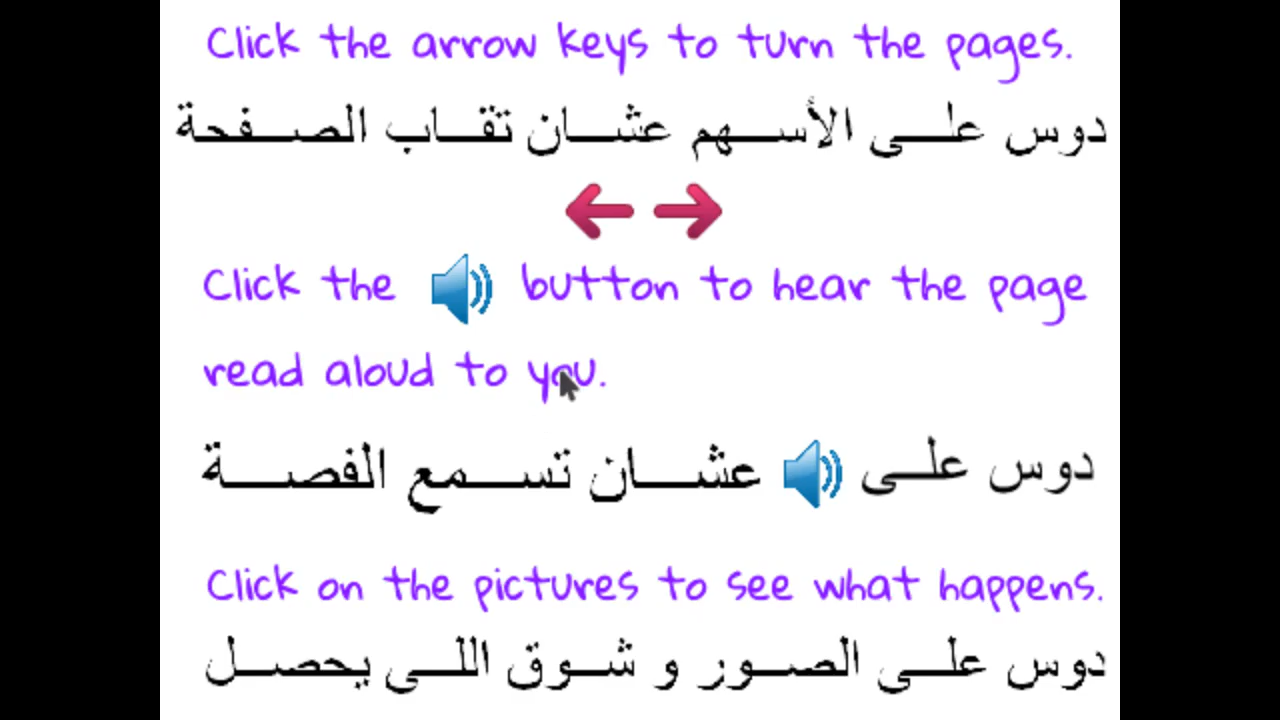 Click the arrow keys to turn the pages.
دوس على الأسهم عشان تقاب الصفحة
Click the button to hear the page
read aloud to you.
دوس على عشان تسمع الفصة
Click on the pictures to see what happens.
دوس على الصور و شوق اللى يحصل